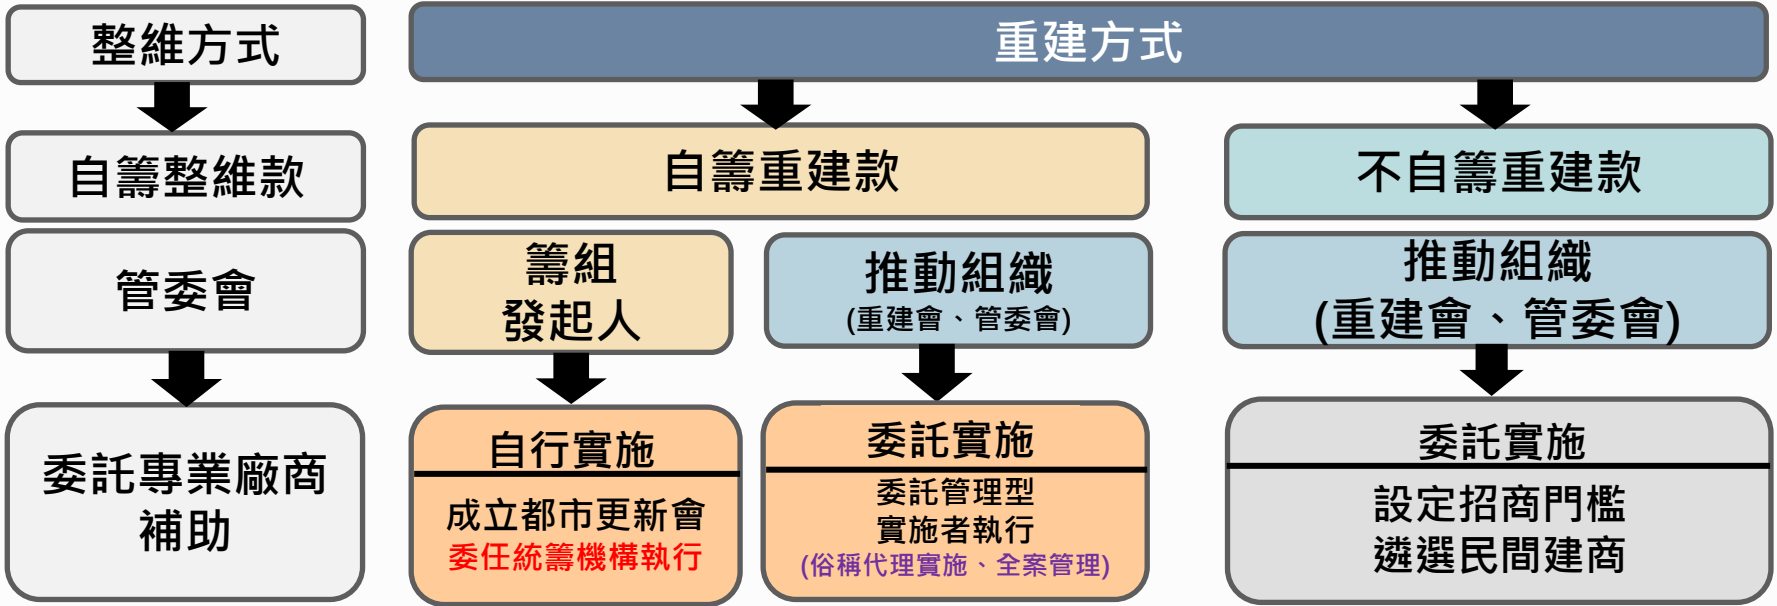 整維方式
自籌整維款
管委會
委託專業廠商
補助
重建方式
自籌重建款
籌組
發起人
自行實施
成立都市更新會
委任統籌機構執行
推動組織
(重建會、管委會)
委託實施
委託管理型
實施者執行
(俗稱代理實施、全案管理)
不自籌重建款
推動組織
(重建會、管委會)
委託實施
設定招商門檻
遴選民間建商